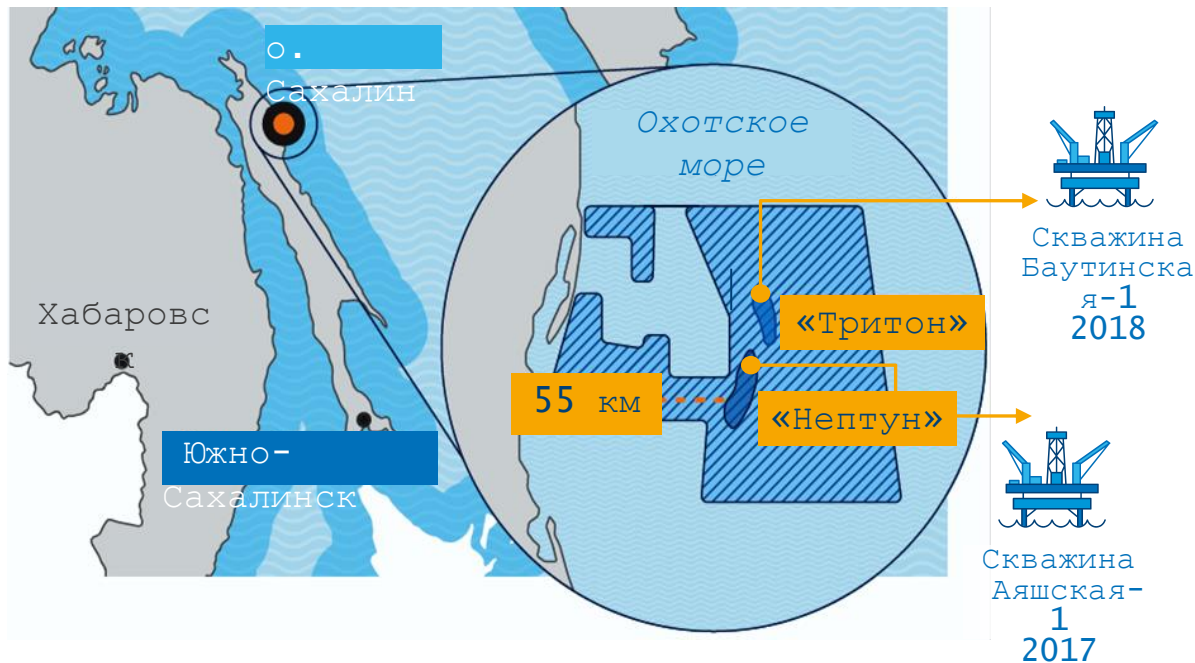 о.
Сахалин
Охотское
море
Скважина
Баутинска
я-1
2018
Хабаровс
к
«Тритон»
55 км
«Нептун»
Южно-
Сахалинск
Скважина
Аяшская-
1
2017